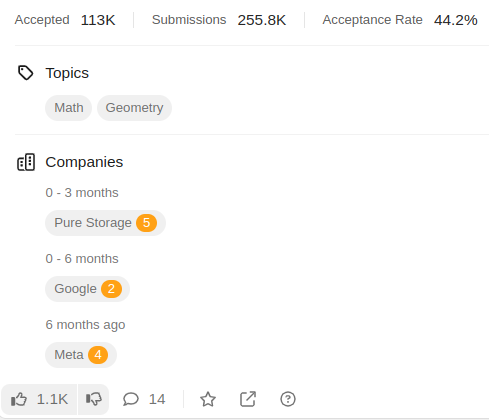 Accepted 113K Submissions 255.8K Acceptance Rate 44.2%
Topics
Math Geometry
Companies
0 - 3 months
Pure Storage 5
0 - 6 months
Google 2
6 months ago
Meta 4
1.1K 14